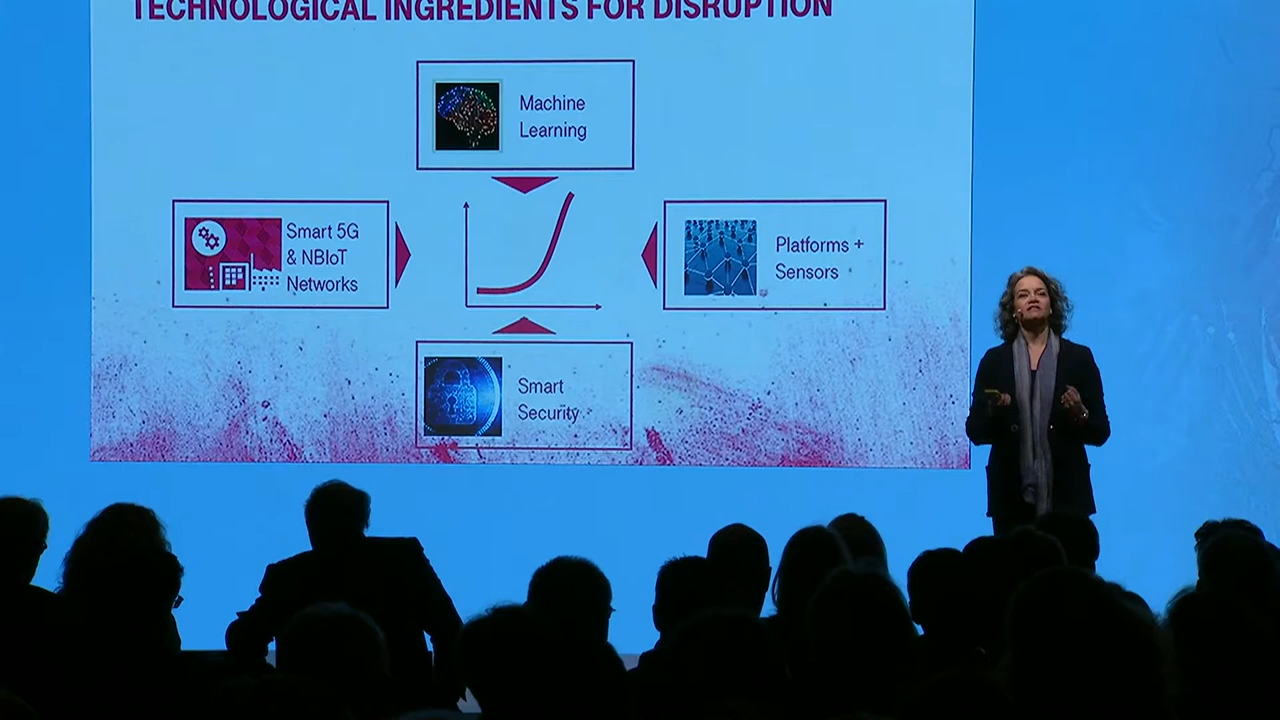 TECHNOLOGICAL INGREDIENTS FOR DISRUPTION
Machine
Learning
Smart 5G
& NBIoT
Networks
Platforms +
Sensors
Smart
Security